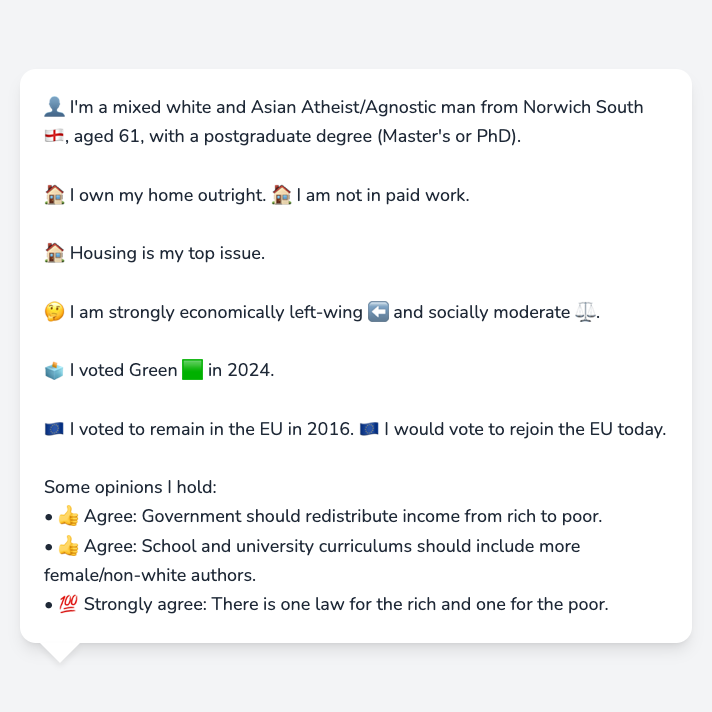 👤 I'm a mixed white and Asian Atheist/Agnostic man from Norwich South
🏴󠁧󠁢󠁥󠁮󠁧󠁿, aged 61, with a postgraduate degree (Master's or PhD).
🏠 I own my home outright. 🏠 I am not in paid work.
🏠 Housing is my top issue.
🤔 I am strongly economically left-wing ⬅️ and socially moderate ⚖️.
🗳️ I voted Green 🟩 in 2024.
🇪🇺 I voted to remain in the EU in 2016. 🇪🇺 I would vote to rejoin the EU today.
Some opinions I hold:
• 👍 Agree: Government should redistribute income from rich to poor.
• 👍 Agree: School and university curriculums should include more
female/non-white authors.
• 💯 Strongly agree: There is one law for the rich and one for the poor.